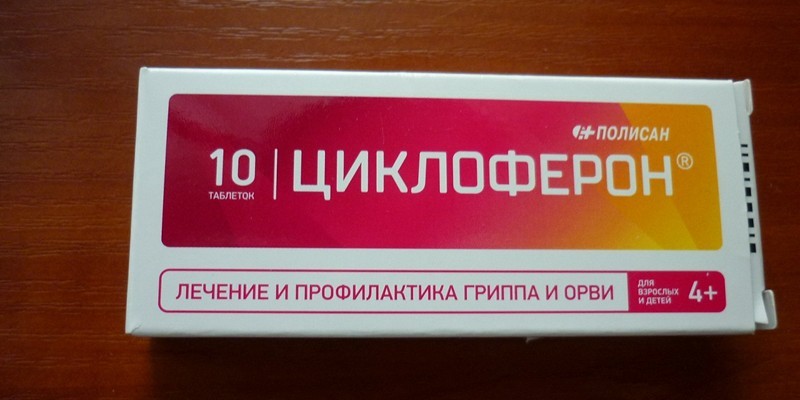 ПОЛИСАН
10
ТАБЛЕТОК
ЦИКЛОФЕРОН®
ЛЕЧЕНИЕ И ПРОФИЛАКТИКА ГРИППА И ОРВИ
ДЛЯ
ВЗРОСЛЫХ
И ДЕТЕЙ
4+